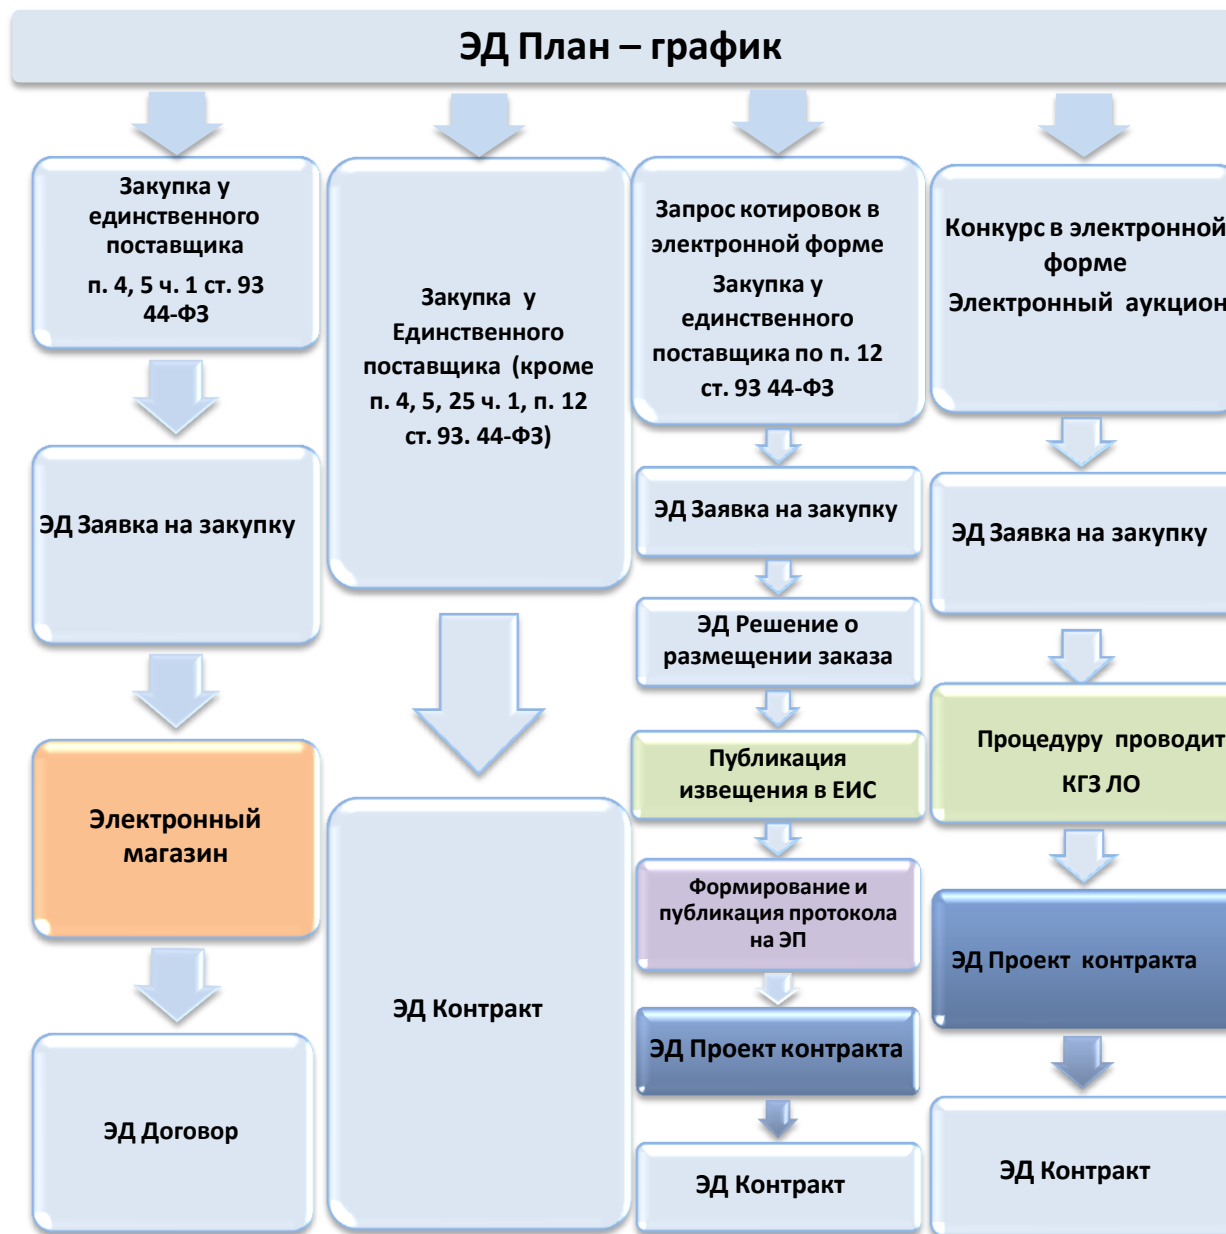 ЭД План – график
Закупка у
единственного
поставщика
п. 4, 5 ч. 1 ст. 93
44-ФЗ
ЭД Заявка на закупку
Электронный
магазин
ЭД Договор
Закупка у
Единственного
поставщика (кроме
п. 4, 5, 25 ч. 1, п. 12
ст. 93. 44-ФЗ)
ЭД Контракт
Запрос котировок в
электронной форме
Закупка у
единственного
поставщика по п. 12
ст. 93 44-ФЗ
ЭД Заявка на закупку
ЭД Решение о
размещении заказа
Публикация
извещения в ЕИС
Формирование и
публикация протокола
на ЭП
ЭД Проект контракта
ЭД Контракт
Конкурс в электронной
форме
Электронный аукцион
ЭД Заявка на закупку
Процедуру проводит
КГЗ ЛО
ЭД Проект контракта
ЭД Контракт